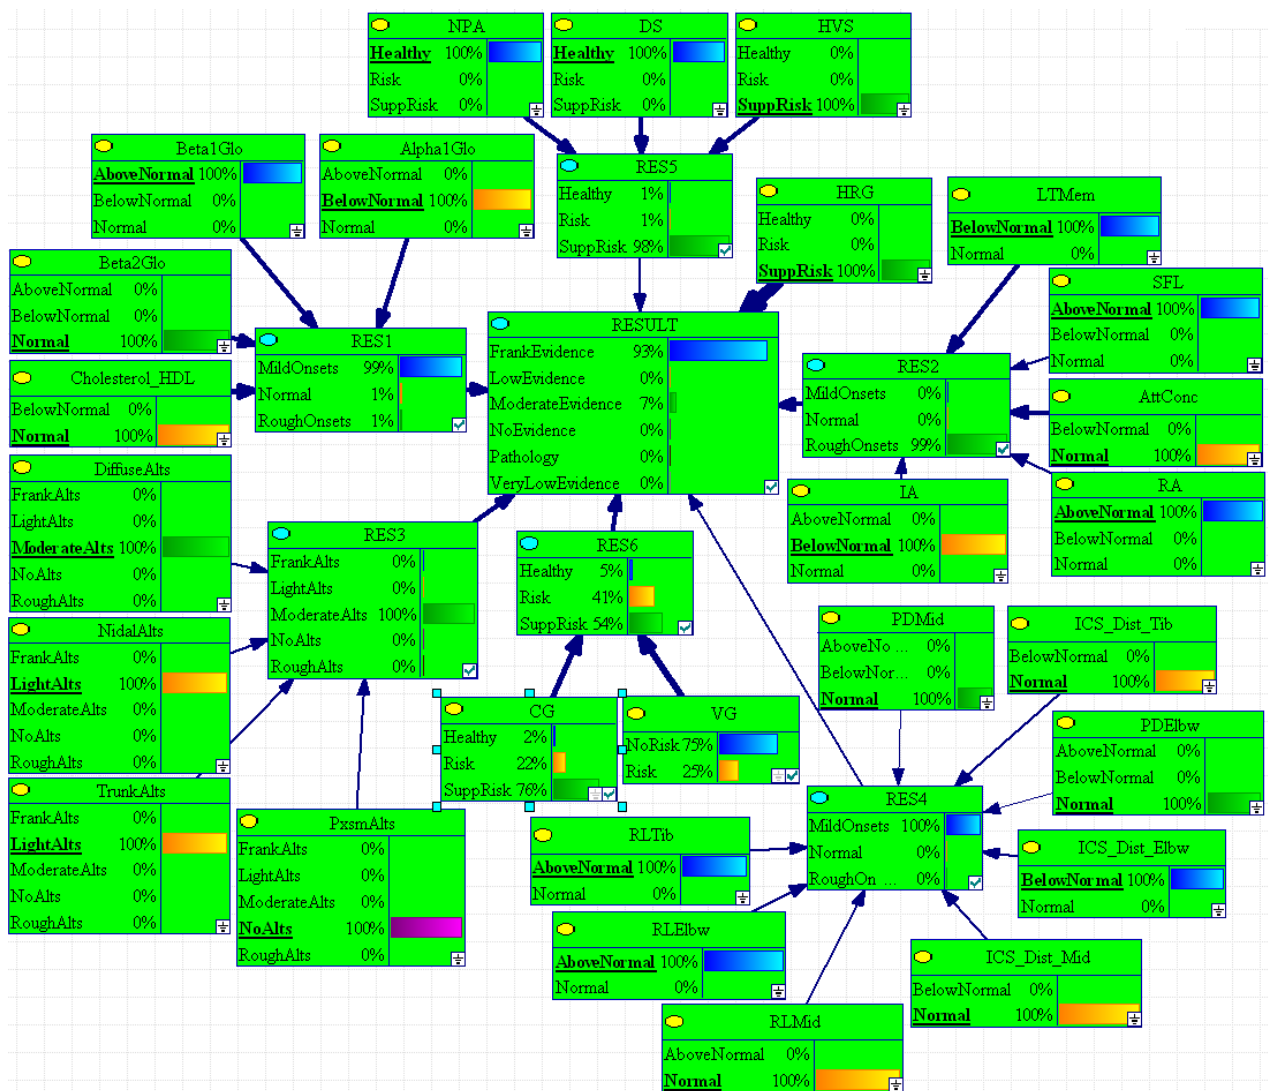 NPA
Healthy 100%
Risk 0%
SuppRisk 0%
DS
Healthy 100%
Risk 0%
SuppRisk 0%
HVS
Healthy 0%
Risk 0%
SuppRisk 100%
Beta1Glo
AboveNormal 100%
BelowNormal 0%
Normal 0%
Alpha1Glo
AboveNormal 0%
BelowNormal 100%
Normal 0%
RES5
Healthy 1%
Risk 1%
SuppRisk 98%
HRG
Healthy 0%
Risk 0%
SuppRisk 100%
LTMem
BelowNormal 100%
Normal 0%
Beta2Glo
AboveNormal 0%
BelowNormal 0%
Normal 100%
SFL
AboveNormal 100%
BelowNormal 0%
Normal 0%
RES1
MildOnsets 99%
Normal 1%
RoughOnsets 1%
RESULT
FrankEvidence 93%
LowEvidence 0%
ModerateEvidence 7%
NoEvidence 0%
Pathology 0%
VeryLowEvidence 0%
RES2
MildOnsets 0%
Normal 0%
RoughOnsets 99%
Cholesterol_HDL
BelowNormal 0%
Normal 100%
AttConc
BelowNormal 0%
Normal 100%
DiffuseAlts
FrankAlts 0%
LightAlts 0%
ModerateAlts 100%
NoAlts 0%
RoughAlts 0%
IA
AboveNormal 0%
BelowNormal 100%
Normal 0%
RA
AboveNormal 100%
BelowNormal 0%
Normal 0%
RES3
FrankAlts 0%
LightAlts 0%
ModerateAlts 100%
NoAlts 0%
RoughAlts 0%
RES6
Healthy 5%
Risk 41%
SuppRisk 54%
NidalAlts
FrankAlts 0%
LightAlts 100%
ModerateAlts 0%
NoAlts 0%
RoughAlts 0%
PDMid
AboveNo ... 0%
BelowNor... 0%
Normal 100%
ICS_Dist_Tib
BelowNormal 0%
Normal 100%
CG
Healthy 2%
Risk 22%
SuppRisk 76%
VG
NoRisk 75%
Risk 25%
PDElbw
AboveNormal 0%
BelowNormal 0%
Normal 100%
TrunkAlts
FrankAlts 0%
LightAlts 100%
ModerateAlts 0%
NoAlts 0%
RoughAlts 0%
PxsmAlts
FrankAlts 0%
LightAlts 0%
ModerateAlts 0%
NoAlts 100%
RoughAlts 0%
RES4
MildOnsets 100%
Normal 0%
RoughOn ... 0%
RLTib
AboveNormal 100%
Normal 0%
ICS_Dist_Elbw
BelowNormal 100%
Normal 0%
RLElbw
AboveNormal 100%
Normal 0%
ICS_Dist_Mid
BelowNormal 0%
Normal 100%
RLMid
AboveNormal 0%
Normal 100%